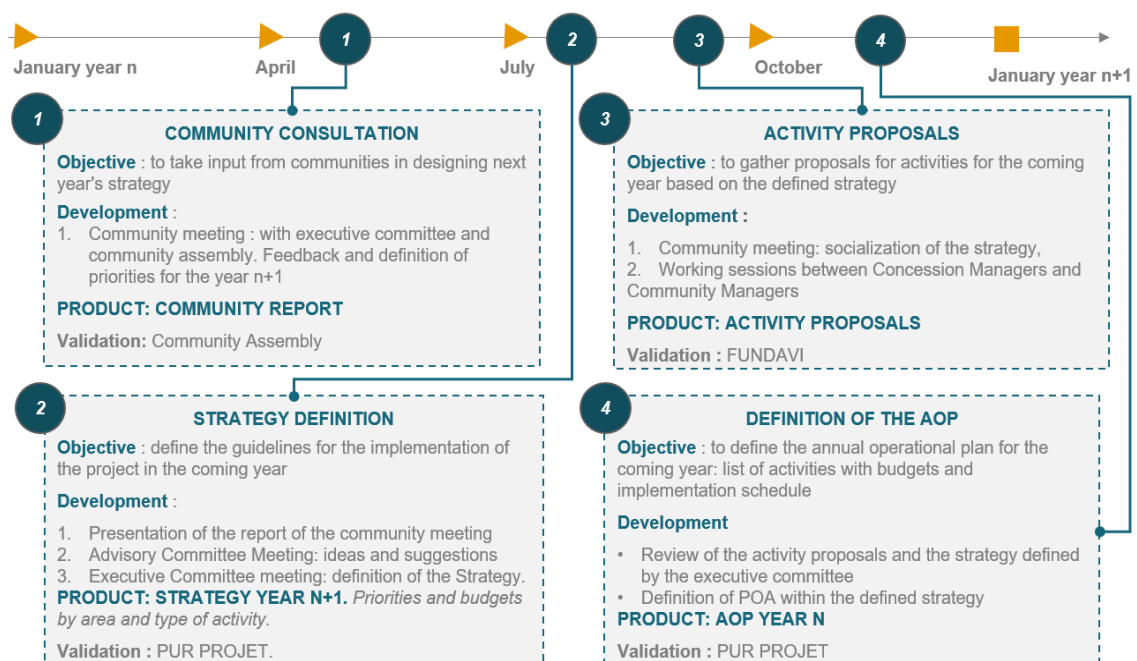 1
2
3
4
January year n
April
July
October
January year n+1
1
COMMUNITY CONSULTATION
Objective : to take input from communities in designing next
year's strategy
Development :
1. Community meeting : with executive committee and
community assembly. Feedback and definition of
priorities for the year n+1
PRODUCT: COMMUNITY REPORT
Validation: Community Assembly
2
STRATEGY DEFINITION
Objective : define the guidelines for the implementation of
the project in the coming year
Development :
1. Presentation of the report of the community meeting
2. Advisory Committee Meeting: ideas and suggestions
3. Executive Committee meeting: definition of the Strategy.
PRODUCT: STRATEGY YEAR N+1. Priorities and budgets
by area and type of activity.
Validation : PUR PROJET.
3
ACTIVITY PROPOSALS
Objective : to gather proposals for activities for the coming
year based on the defined strategy
Development :
1. Community meeting: socialization of the strategy,
2. Working sessions between Concession Managers and
Community Managers
PRODUCT: ACTIVITY PROPOSALS
Validation : FUNDAVI
4
DEFINITION OF THE AOP
Objective : to define the annual operational plan for the
coming year: list of activities with budgets and
implementation schedule
Development
• Review of the activity proposals and the strategy defined
by the executive committee
• Definition of POA within the defined strategy
PRODUCT: AOP YEAR N
Validation : PUR PROJET